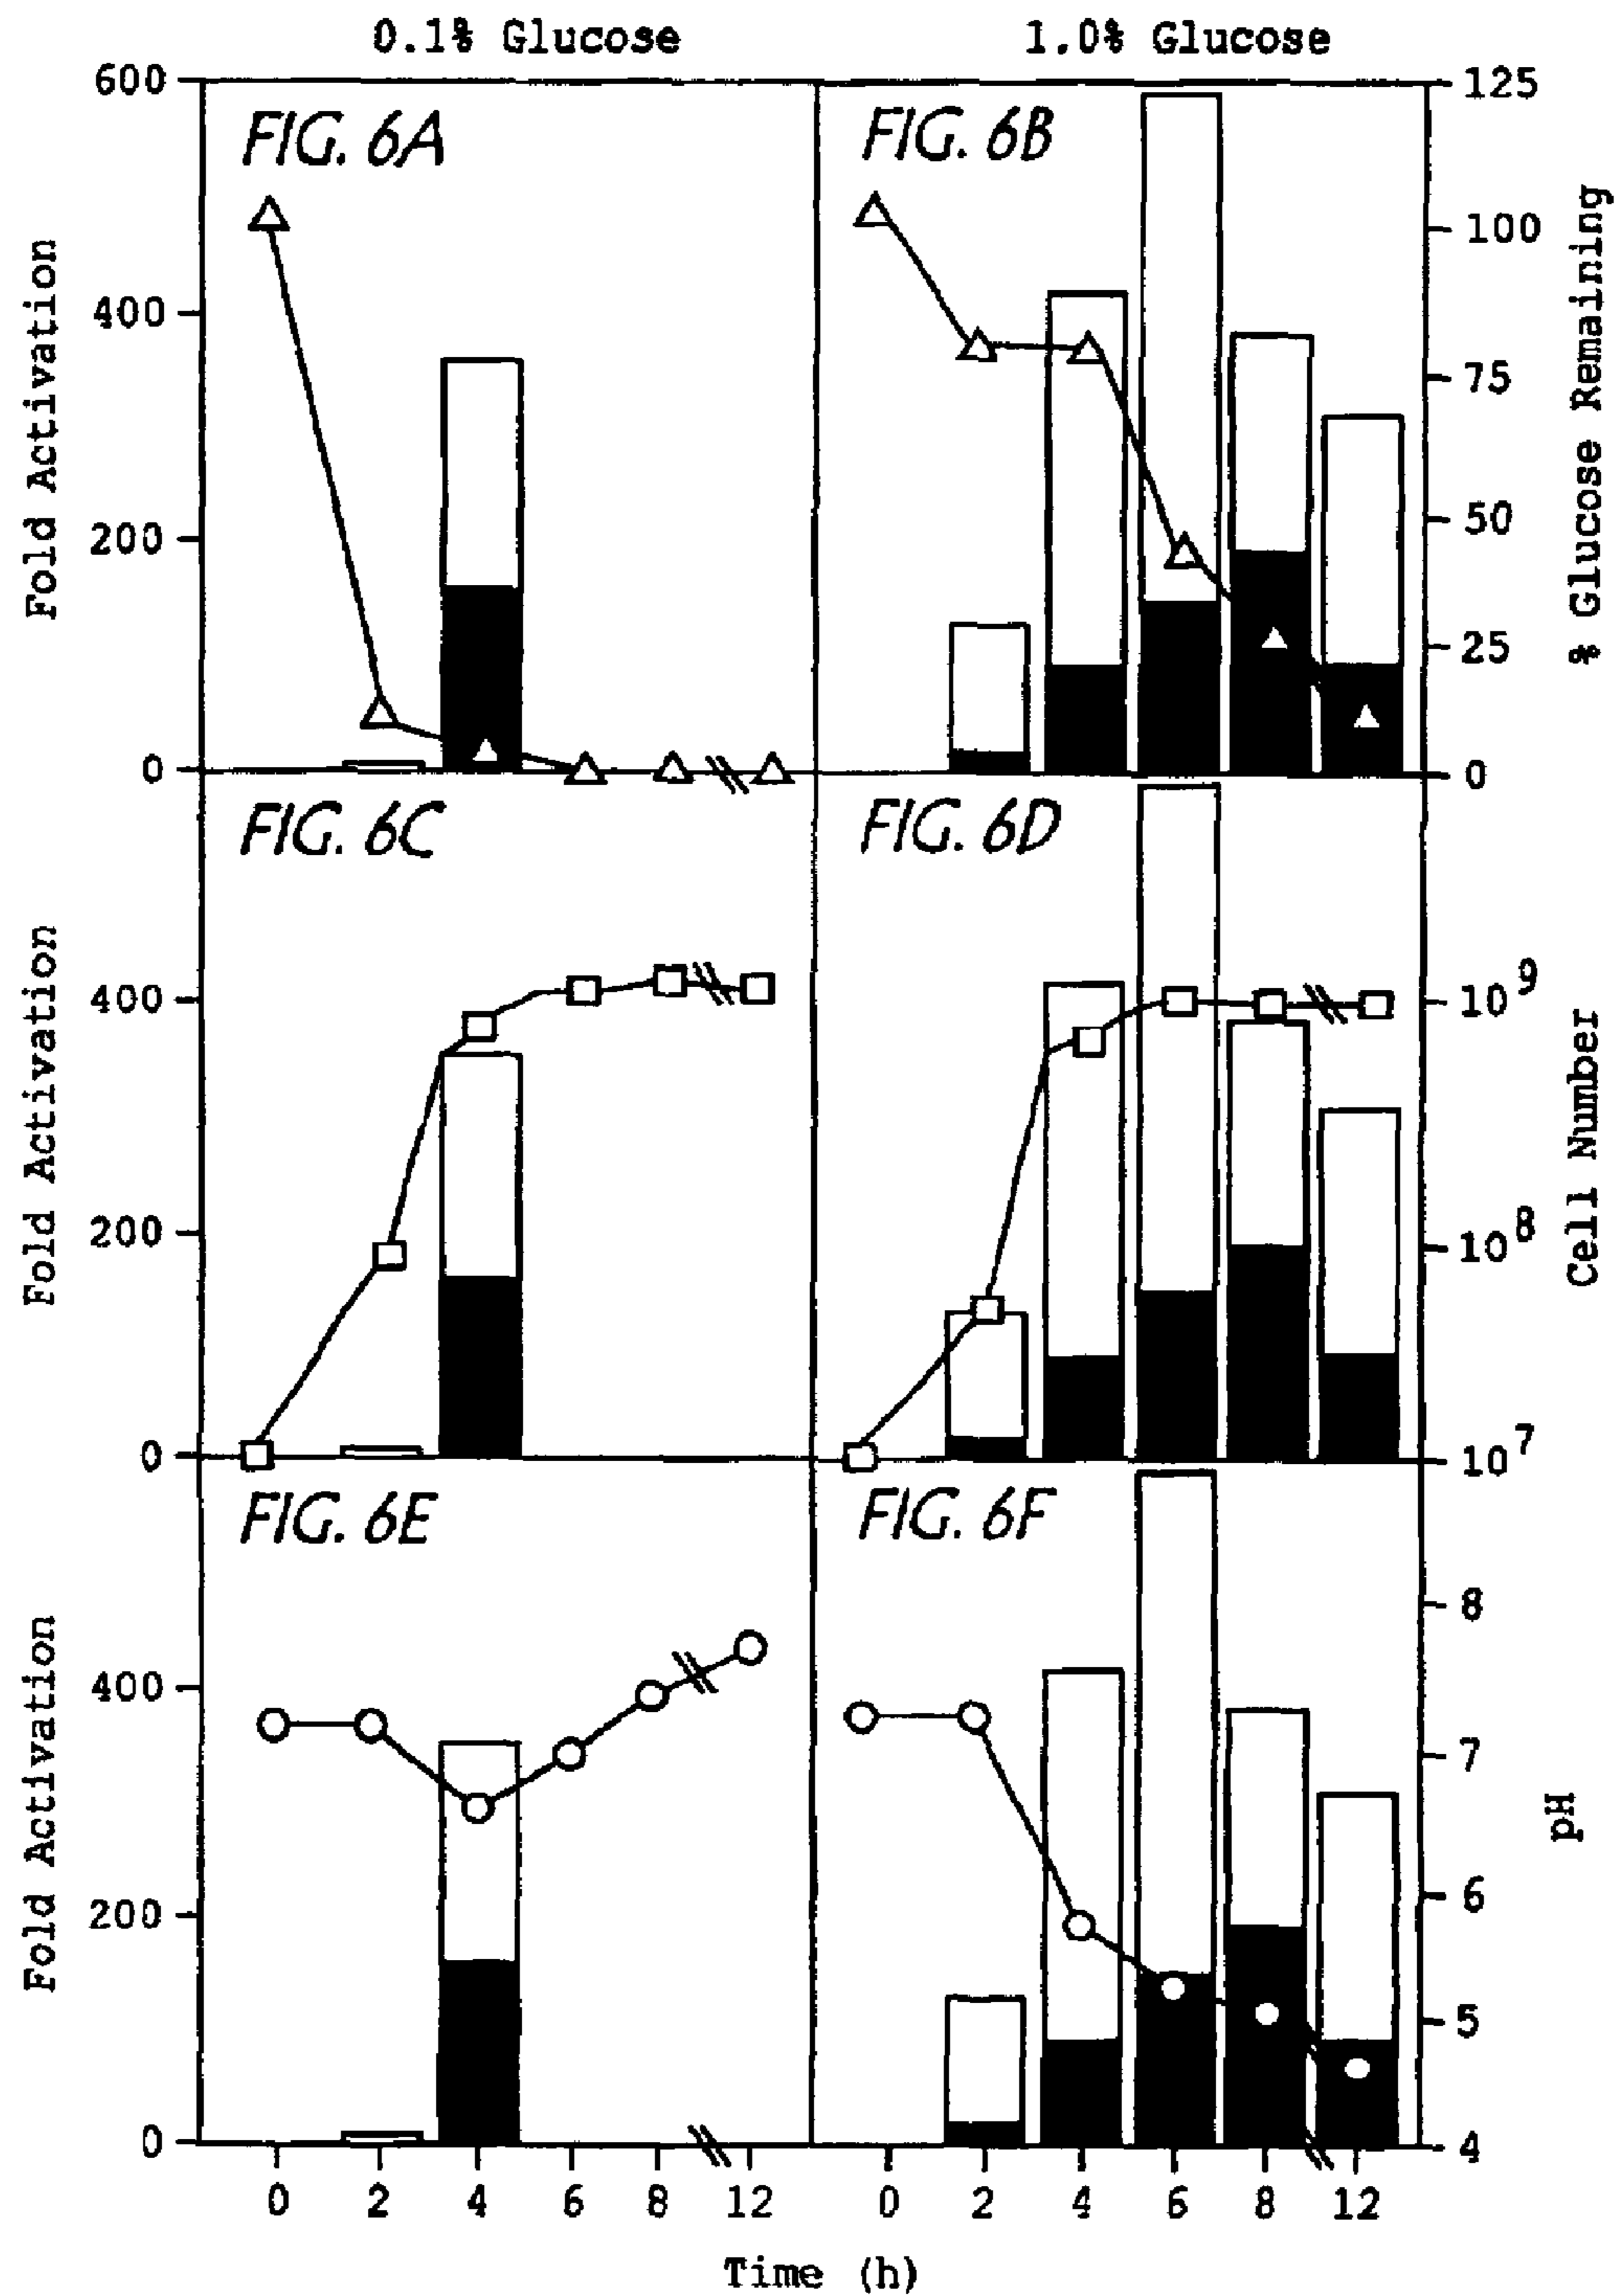 0.1% Glucose
1.0% Glucose
FIG. 6A
FIG. 6B
600
400
200
0
Fold Activation
125
100
75
50
25
0
% Glucose Remaining
FIG. 6C
FIG. 6D
400
200
0
Fold Activation
10^9
10^8
10^7
Cell Number
FIG. 6E
FIG. 6F
400
200
0
Fold Activation
8
7
6
5
4
pH
0 2 4 6 8 12
0 2 4 6 8 12
Time (h)